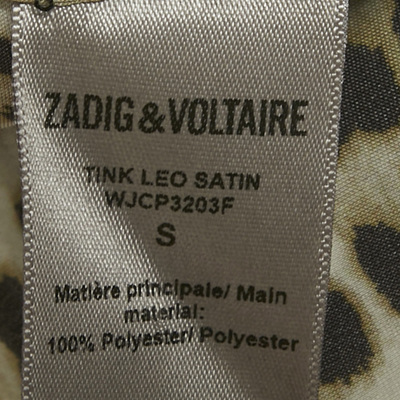 ZADIG & VOLTAIRE
TINK LEO SATIN
WJCP3203F
S
Matière principale/ Main
material:
100% Polyester/ Polyester